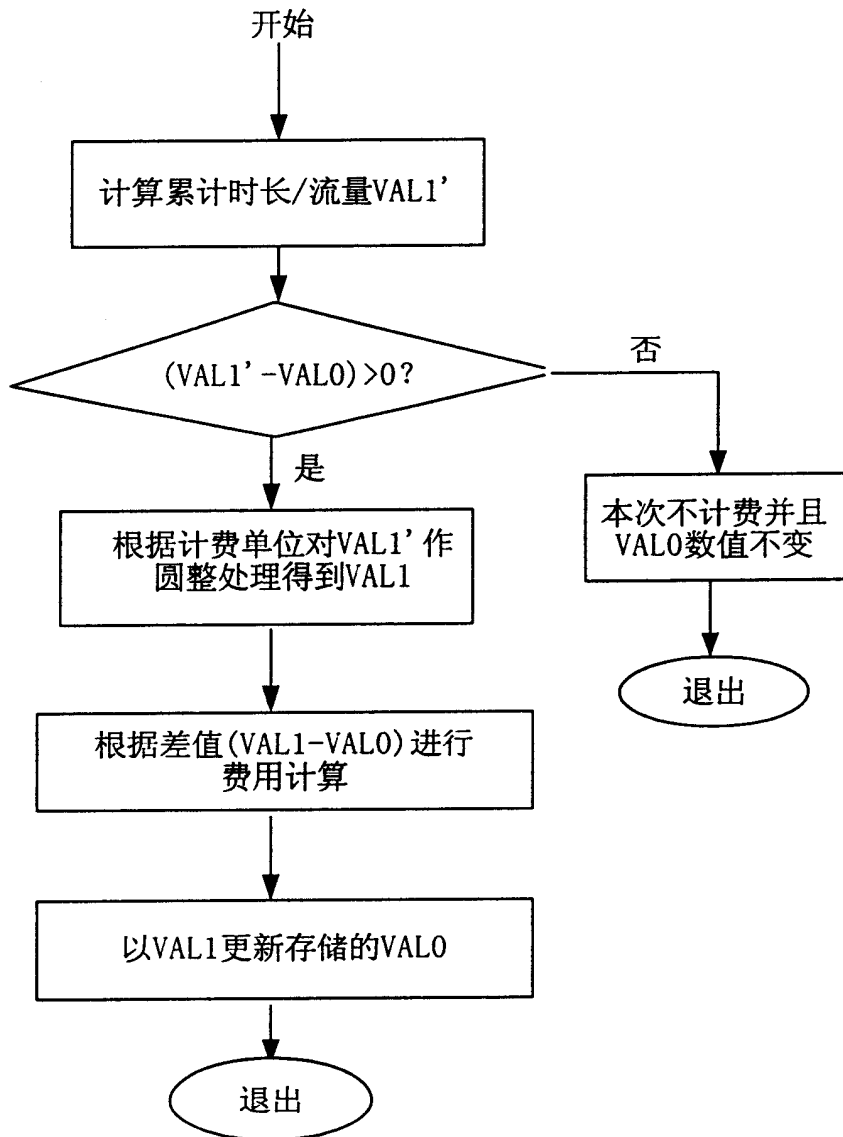 开始
计算累计时长/流量VAL1'
(VAL1'-VAL0)>0?
否
是
根据计费单位对VAL1'作
圆整处理得到VAL1
本次不计费并且
VAL0数值不变
退出
根据差值(VAL1-VAL0)进行
费用计算
以VAL1更新存储的VAL0
退出